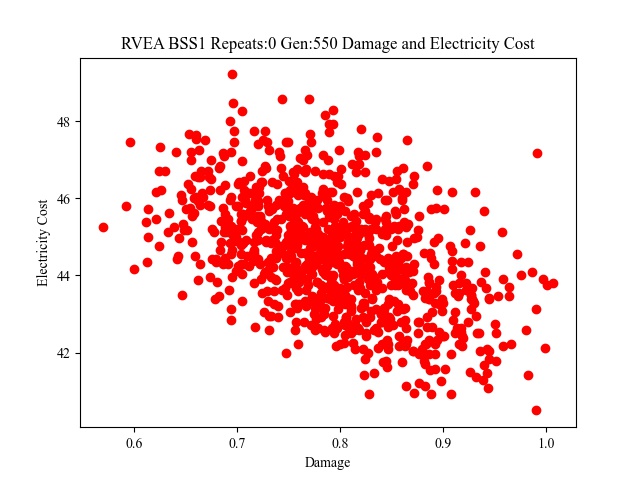 RVEA BSS1 Repeats:0 Gen:550 Damage and Electricity Cost
48
46
44
42
Electricity Cost
0.6 0.7 0.8 0.9 1.0
Damage